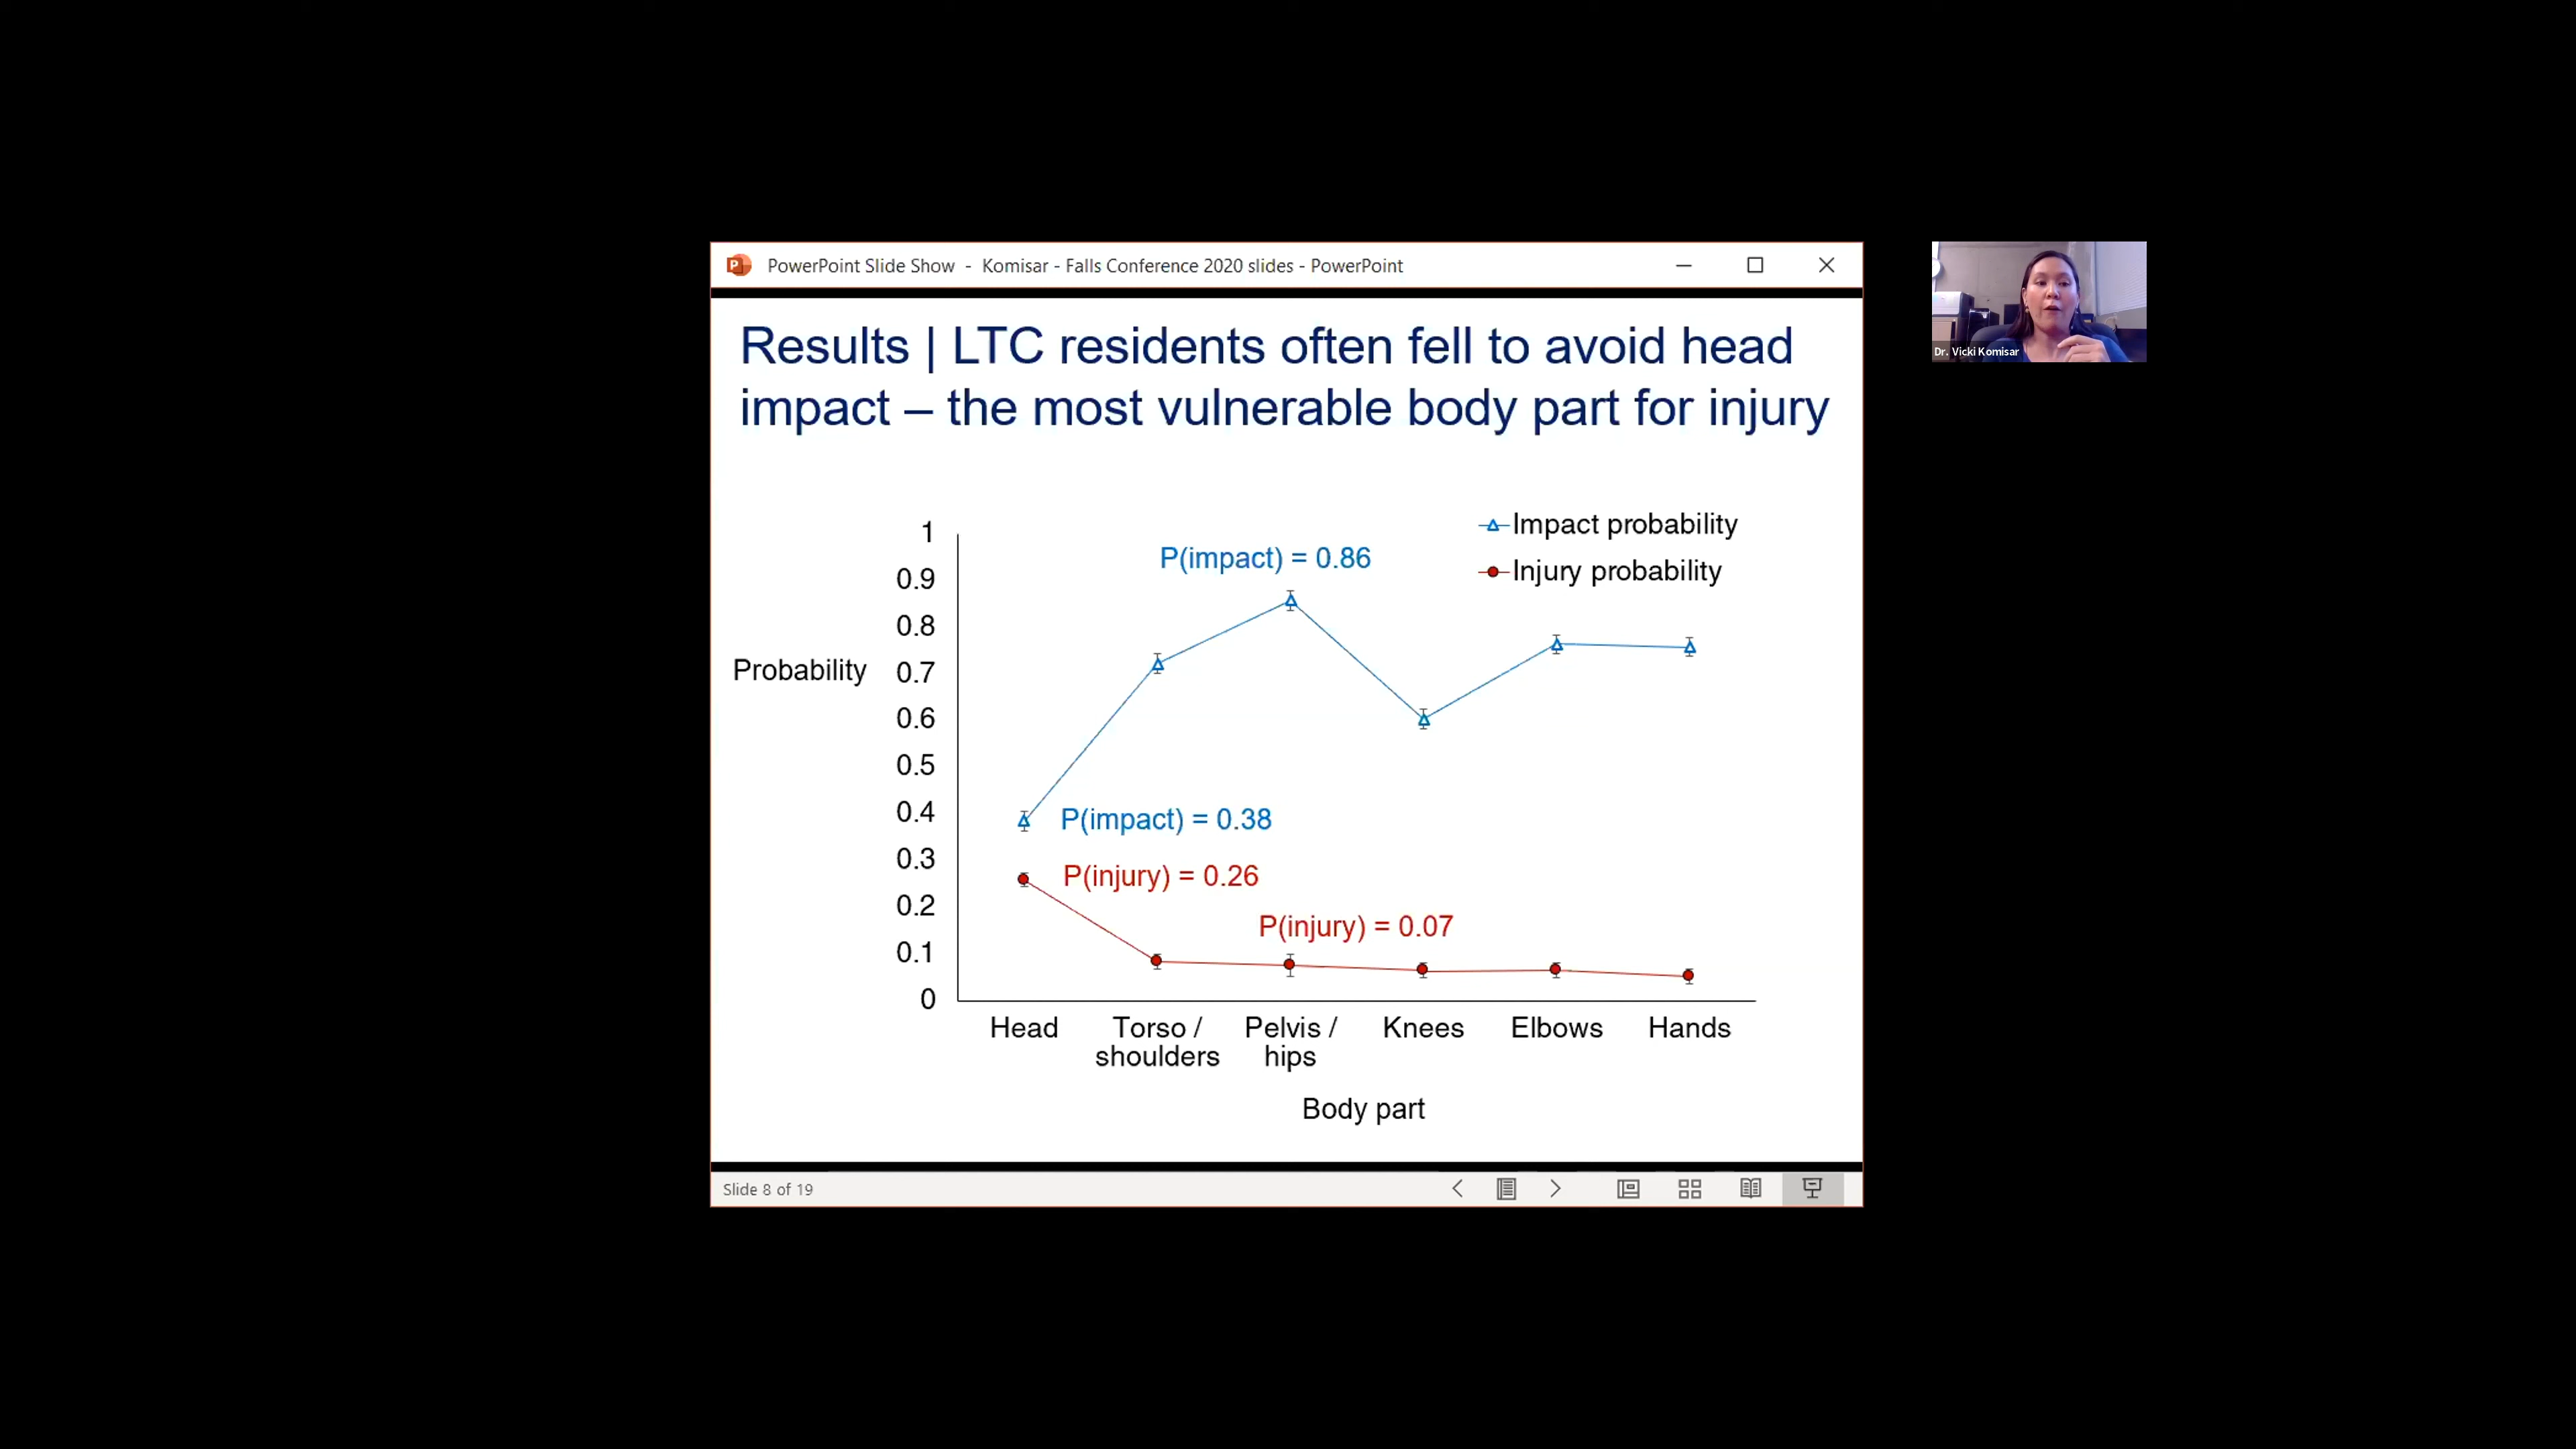 PowerPoint Slide Show - Komisar - Falls Conference 2020 slides - PowerPoint
Results | LTC residents often fell to avoid head
impact – the most vulnerable body part for injury
Impact probability
Injury probability
Probability
1
0.9
0.8
0.7
0.6
0.5
0.4
0.3
0.2
0.1
0
P(impact) = 0.86
P(impact) = 0.38
P(injury) = 0.26
P(injury) = 0.07
Head
Torso /
shoulders
Pelvis /
hips
Knees
Elbows
Hands
Body part
Slide 8 of 19
Dr. Vicki Komisar